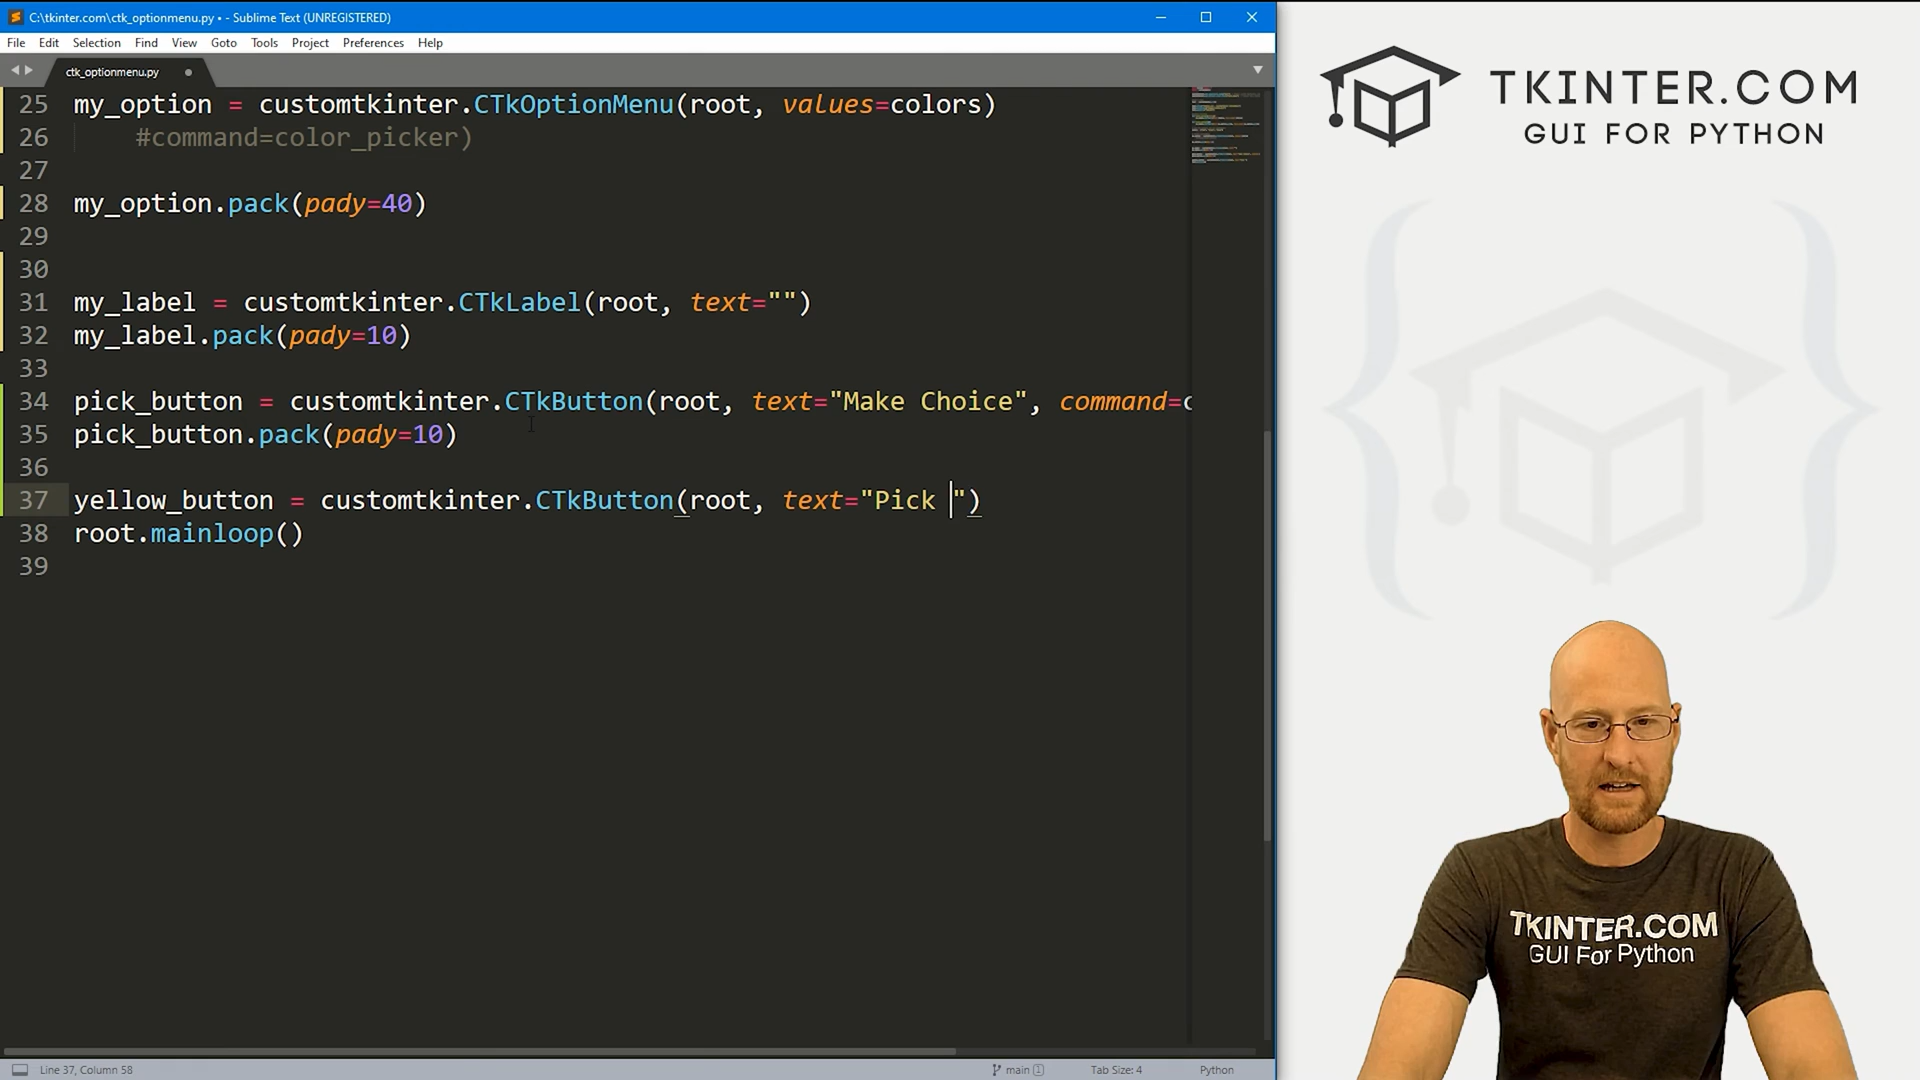 C:\tkinter.com\ctk_optionmenu.py • - Sublime Text (UNREGISTERED)
File Edit Selection Find View Goto Tools Project Preferences Help
ctk_optionmenu.py
25 my_option = customtkinter.CTkOptionMenu(root, values=colors)
26 #command=color_picker)
27
28 my_option.pack(pady=40)
29
30
31 my_label = customtkinter.CTkLabel(root, text="")
32 my_label.pack(pady=10)
33
34 pick_button = customtkinter.CTkButton(root, text="Make Choice", command=c
35 pick_button.pack(pady=10)
36
37 yellow_button = customtkinter.CTkButton(root, text="Pick ")
38 root.mainloop()
39
Line 37, Column 58
main 1
Tab Size: 4
Python
TKINTER.COM
GUI FOR PYTHON
TKINTER.COM
GUI For Python